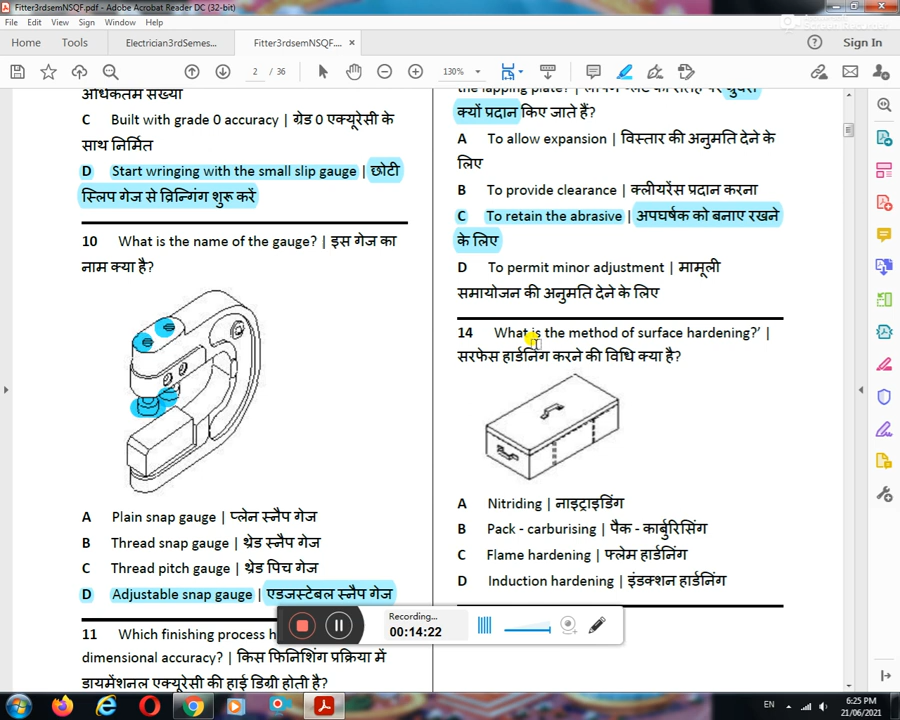 Fitter3rdsemNSQF.pdf - Adobe Acrobat Reader DC (32-bit)
File Edit View Sign Window Help
Home Tools Electrician3rdSemes... Fitter3rdsemNSQF.... × Sign In
2 / 36 130%
अधिकतम संख्या
C Built with grade 0 accuracy | ग्रेड 0 एक्यूरेसी के
साथ निर्मित
D Start wringing with the small slip gauge | छोटी
स्लिप गेज से व्रिन्गिंग शुरू करें
10 What is the name of the gauge? | इस गेज का
नाम क्या है?
A Plain snap gauge | प्लेन स्नैप गेज
B Thread snap gauge | थ्रेड स्नैप गेज
C Thread pitch gauge | थ्रेड पिच गेज
D Adjustable snap gauge | एडजस्टेबल स्नैप गेज
11 Which finishing process h
dimensional accuracy? | किस फिनिशिंग प्रक्रिया में
डायमेंशनल एक्यूरेसी की हाई डिग्री होती है?
the lapping plate? | लैपिंग प्लेट की सतह पर
क्यों प्रदान किए जाते हैं?
A To allow expansion | विस्तार की अनुमति देने के
लिए
B To provide clearance | क्लीयरेंस प्रदान करना
C To retain the abrasive | अपघर्षक को बनाए रखने
के लिए
D To permit minor adjustment | मामूली
समायोजन की अनुमति देने के लिए
14 What is the method of surface hardening?' |
सरफेस हार्डनिंग करने की विधि क्या है?
A Nitriding | नाइट्राइडिंग
B Pack - carburising | पैक - कार्बुरिसिंग
C Flame hardening | फ्लेम हार्डनिंग
D Induction hardening | इंडक्शन हार्डनिंग
Recording...
00:14:22
EN 6:25 PM
21/06/2021